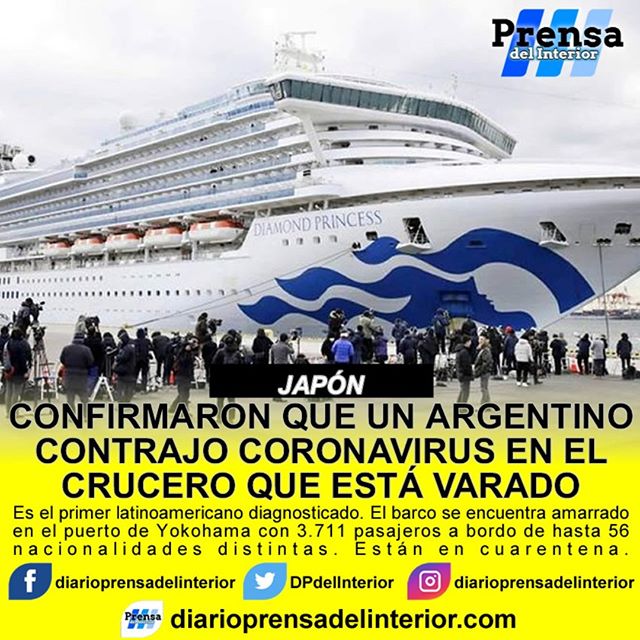 Prensa
del Interior
DIAMOND PRINCESS
JAPÓN
CONFIRMARON QUE UN ARGENTINO
CONTRAJO CORONAVIRUS EN EL
CRUCERO QUE ESTÁ VARADO
Es el primer latinoamericano diagnosticado. El barco se encuentra amarrado
en el puerto de Yokohama con 3.711 pasajeros a bordo de hasta 56
nacionalidades distintas. Están en cuarentena.
diarioprensadelinterior DPdelInterior diarioprensadelinterior
Prensa
del Interior
diarioprensadelinterior.com